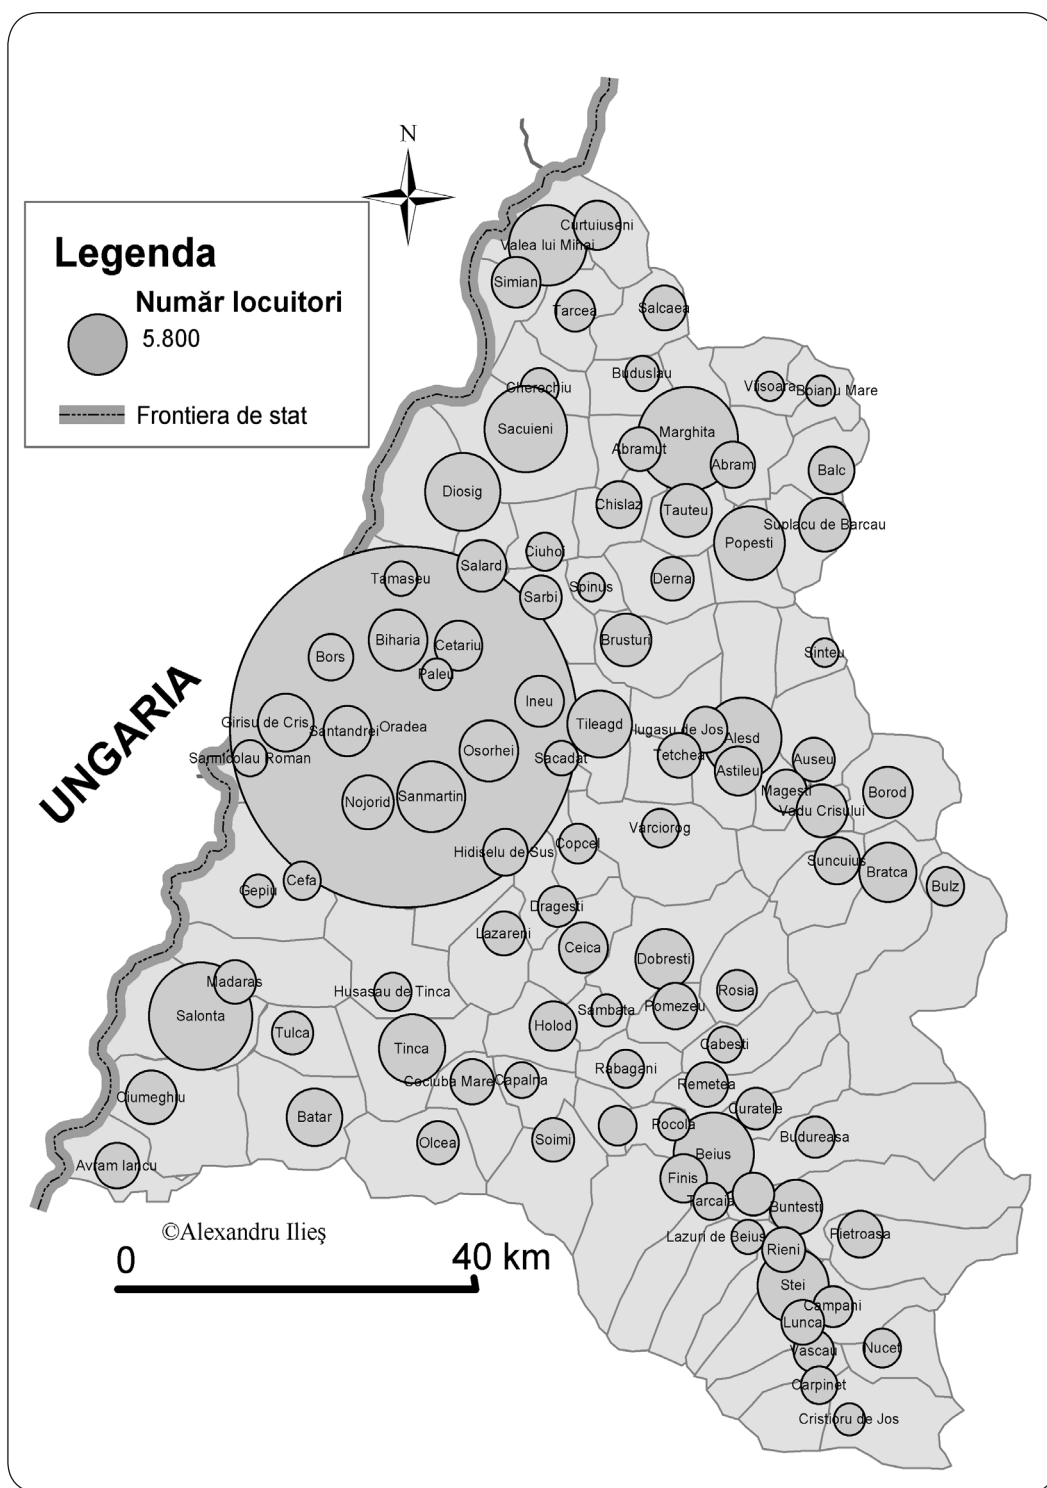 N
Legenda
Număr locuitori
5.800
Frontiera de stat
UNGARIA
Curtuiuseni
Valea lui Mihai
Simian
Tarcea
Salcaea
Buduslau
Cherechiu
Viisoara
Boianu Mare
Sacuieni
Marghita
Abramut
Abram
Balc
Diosig
Chislaz
Tauteu
Suplacu de Barcau
Popesti
Ciuhoi
Salard
Tamaseu
Spinus
Derna
Sarbi
Biharia
Cetariu
Brusturi
Bors
Paleu
Sinteu
Ineu
Girisu de Cris
Santandrei
Oradea
Tileagd
Iugasu de Jos
Alesd
Osorhei
Sacadat
Tetchea
Sarnicolau Roman
Auseu
Astileu
Magesti
Borod
Nojorid
Sanmartin
Vadu Crisului
Varciorog
Copcel
Hidiselu de Sus
Suncuius
Bratca
Bulz
Cefa
Gepiu
Dragesti
Lazareni
Ceica
Dobresti
Madaras
Husasau de Tinca
Rosia
Sambata
Pomezeu
Salonta
Tulca
Holod
Cabesti
Tinca
Rabagani
Cociuba Mare
Capalna
Remetea
Ciumeghiu
Curatele
Batar
Pocola
Olcea
Soimi
Budureasa
Beius
Avram Iancu
Finis
Tarcaia
Buntesti
Lazuri de Beius
Pietroasa
Rieni
©Alexandru Ilieş
0
40 km
Stei
Campani
Lunca
Vascau
Nucet
Carpinet
Cristioru de Jos